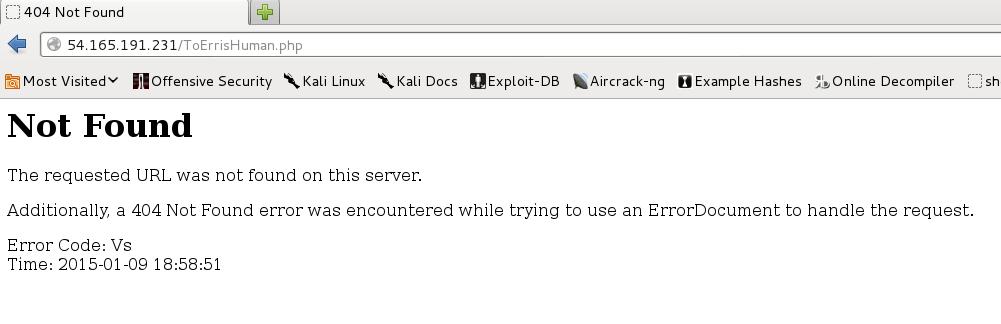 404 Not Found
54.165.191.231/ToErrisHuman.php
Most Visited Offensive Security Kali Linux Kali Docs Exploit-DB Aircrack-ng Example Hashes Online Decompiler sh
Not Found
The requested URL was not found on this server.
Additionally, a 404 Not Found error was encountered while trying to use an ErrorDocument to handle the request.
Error Code: Vs
Time: 2015-01-09 18:58:51